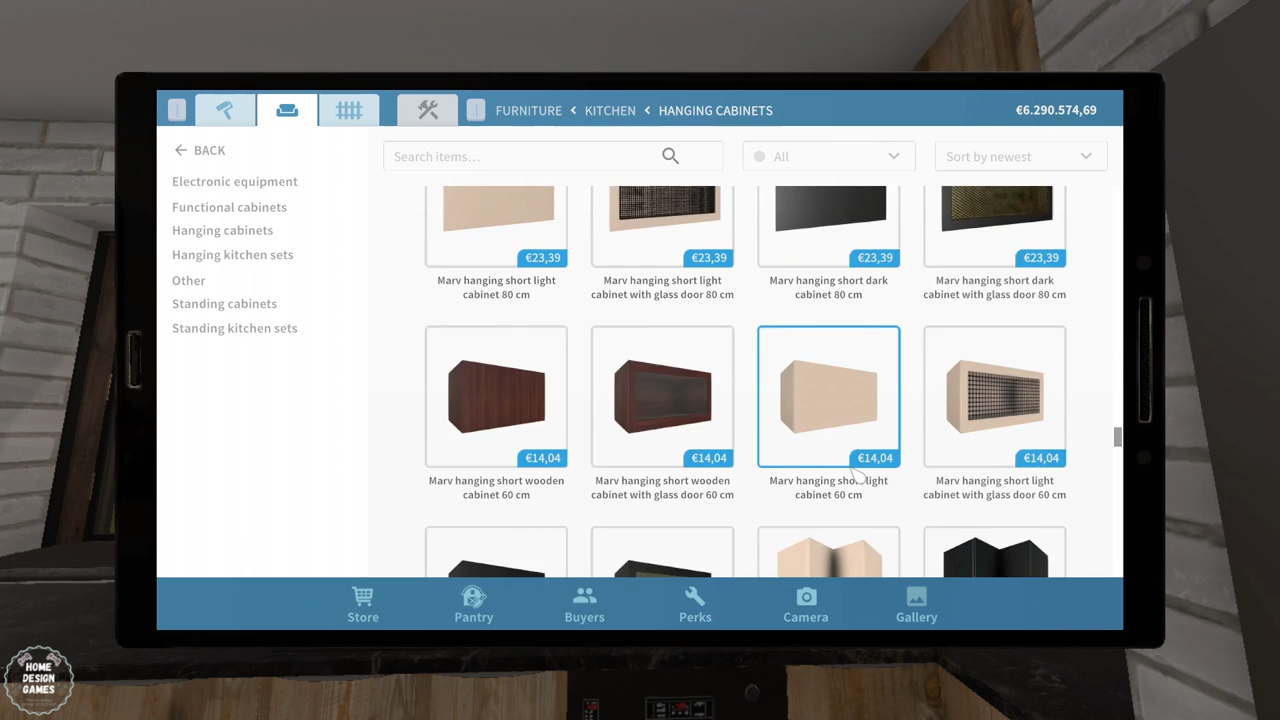 FURNITURE < KITCHEN < HANGING CABINETS
€6.290.574,69
BACK
Search items...
All
Sort by newest
Electronic equipment
Functional cabinets
Hanging cabinets
Hanging kitchen sets
Other
Standing cabinets
Standing kitchen sets
€23,39
€23,39
€23,39
€23,39
Marv hanging short light
cabinet 80 cm
Marv hanging short light
cabinet with glass door 80 cm
Marv hanging short dark
cabinet 80 cm
Marv hanging short dark
cabinet with glass door 80 cm
€14,04
€14,04
€14,04
€14,04
Marv hanging short wooden
cabinet 60 cm
Marv hanging short wooden
cabinet with glass door 60 cm
Marv hanging short light
cabinet 60 cm
Marv hanging short light
cabinet with glass door 60 cm
Store
Pantry
Buyers
Perks
Camera
Gallery
HOME
DESIGN
GAMES